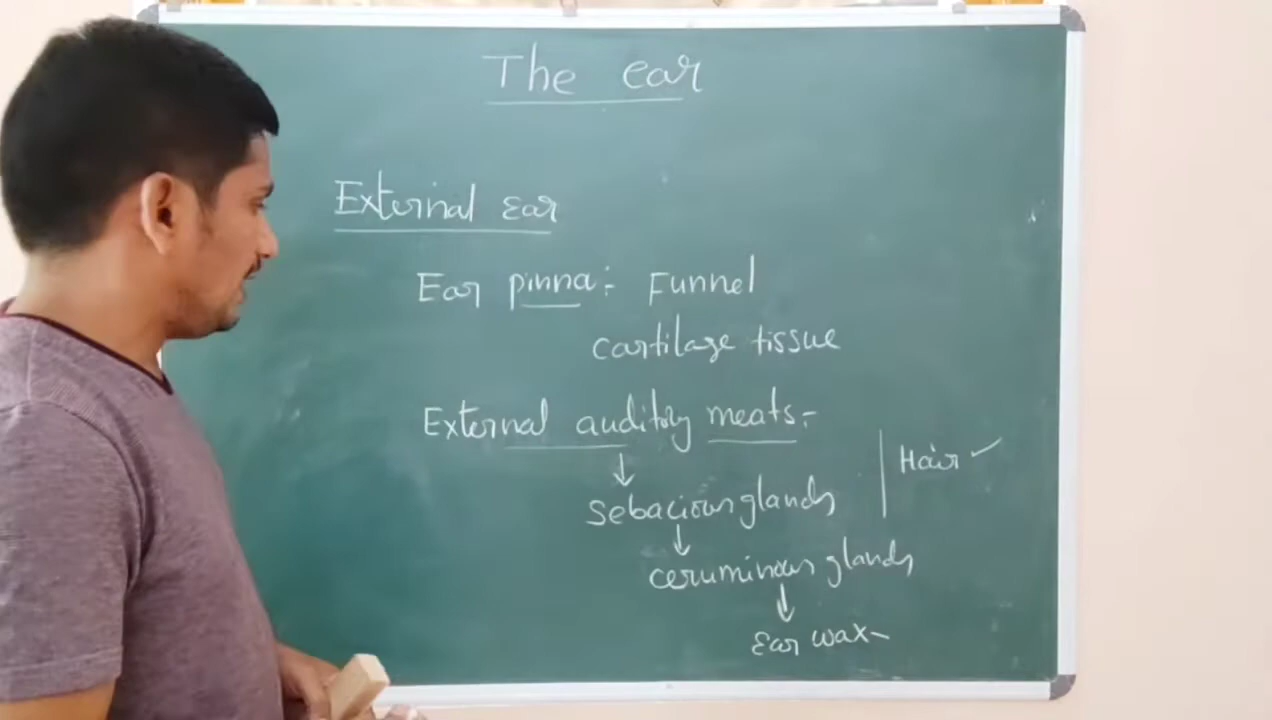 The ear
External ear
Ear pinna:- Funnel
cartilage tissue
External auditory meats:-
↓
Hair ✓
Sebacious glands
↓
ceruminous glands
↓
Ear wax